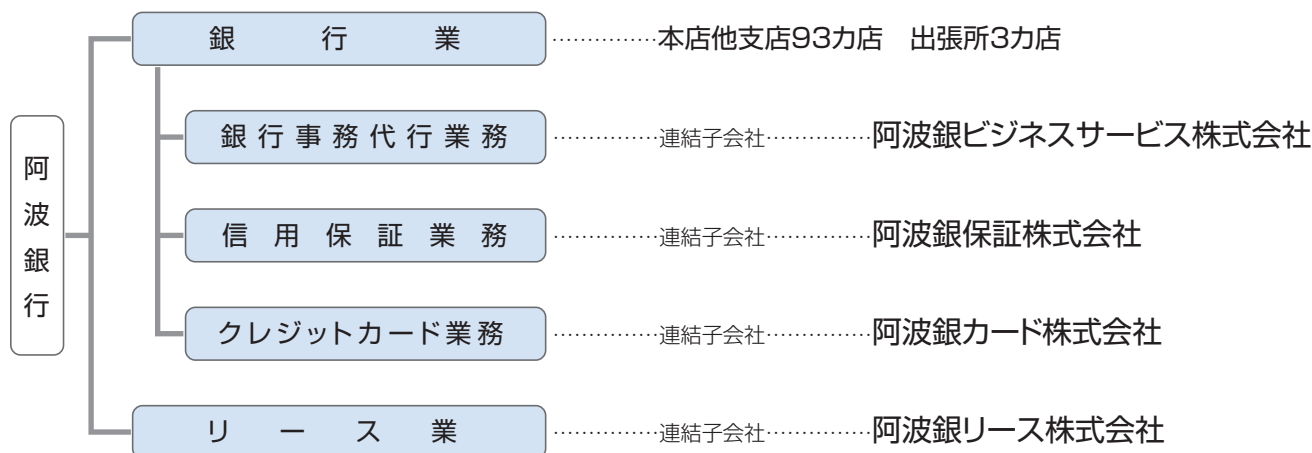 銀行業 …………… 本店他支店93カ店　出張所3カ店
銀行事務代行業務 …………… 連結子会社 …………… 阿波銀ビジネスサービス株式会社
阿波銀行
信用保証業務 …………… 連結子会社 …………… 阿波銀保証株式会社
クレジットカード業務 …………… 連結子会社 …………… 阿波銀カード株式会社
リース業 …………… 連結子会社 …………… 阿波銀リース株式会社